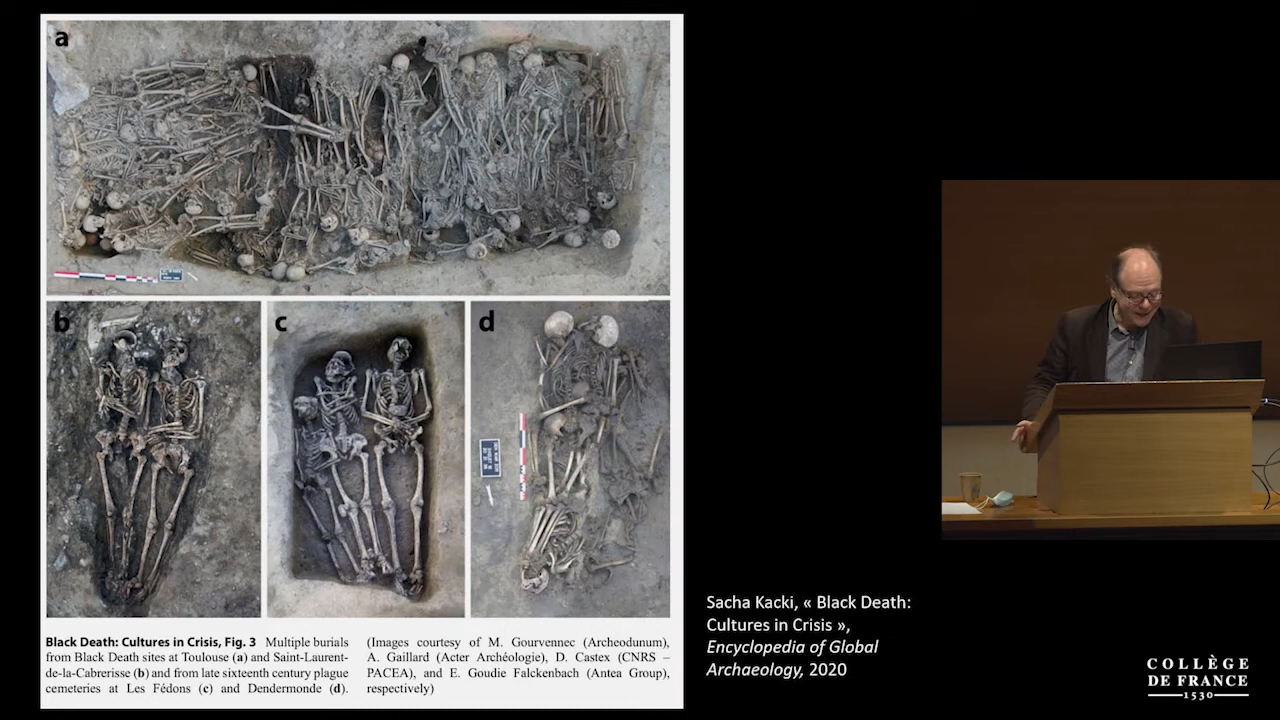 a
b
c
d
Black Death: Cultures in Crisis, Fig. 3 Multiple burials
from Black Death sites at Toulouse (a) and Saint-Laurent-
de-la-Cabrerisse (b) and from late sixteenth century plague
cemeteries at Les Fédons (c) and Dendermonde (d).
(Images courtesy of M. Gourvennec (Archeodunum),
A. Gaillard (Acter Archéologie), D. Castex (CNRS –
PACEA), and E. Goudie Falckenbach (Antea Group),
respectively)
Sacha Kacki, « Black Death:
Cultures in Crisis »,
Encyclopedia of Global
Archaeology, 2020
COLLÈGE
DE FRANCE
1530